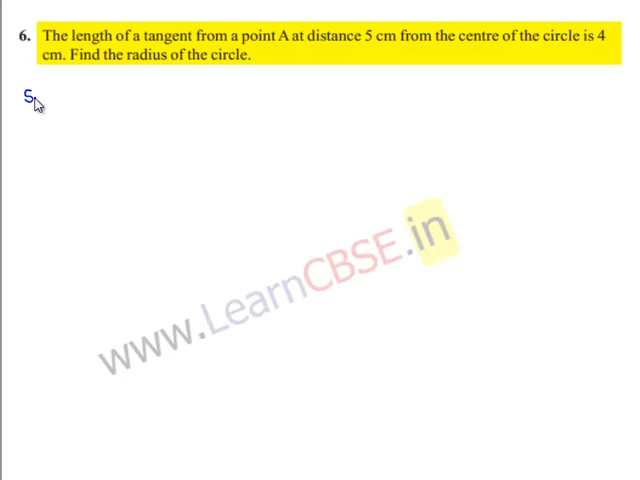 6. The length of a tangent from a point A at distance 5 cm from the centre of the circle is 4
cm. Find the radius of the circle.
S
www.LearnCBSE.in